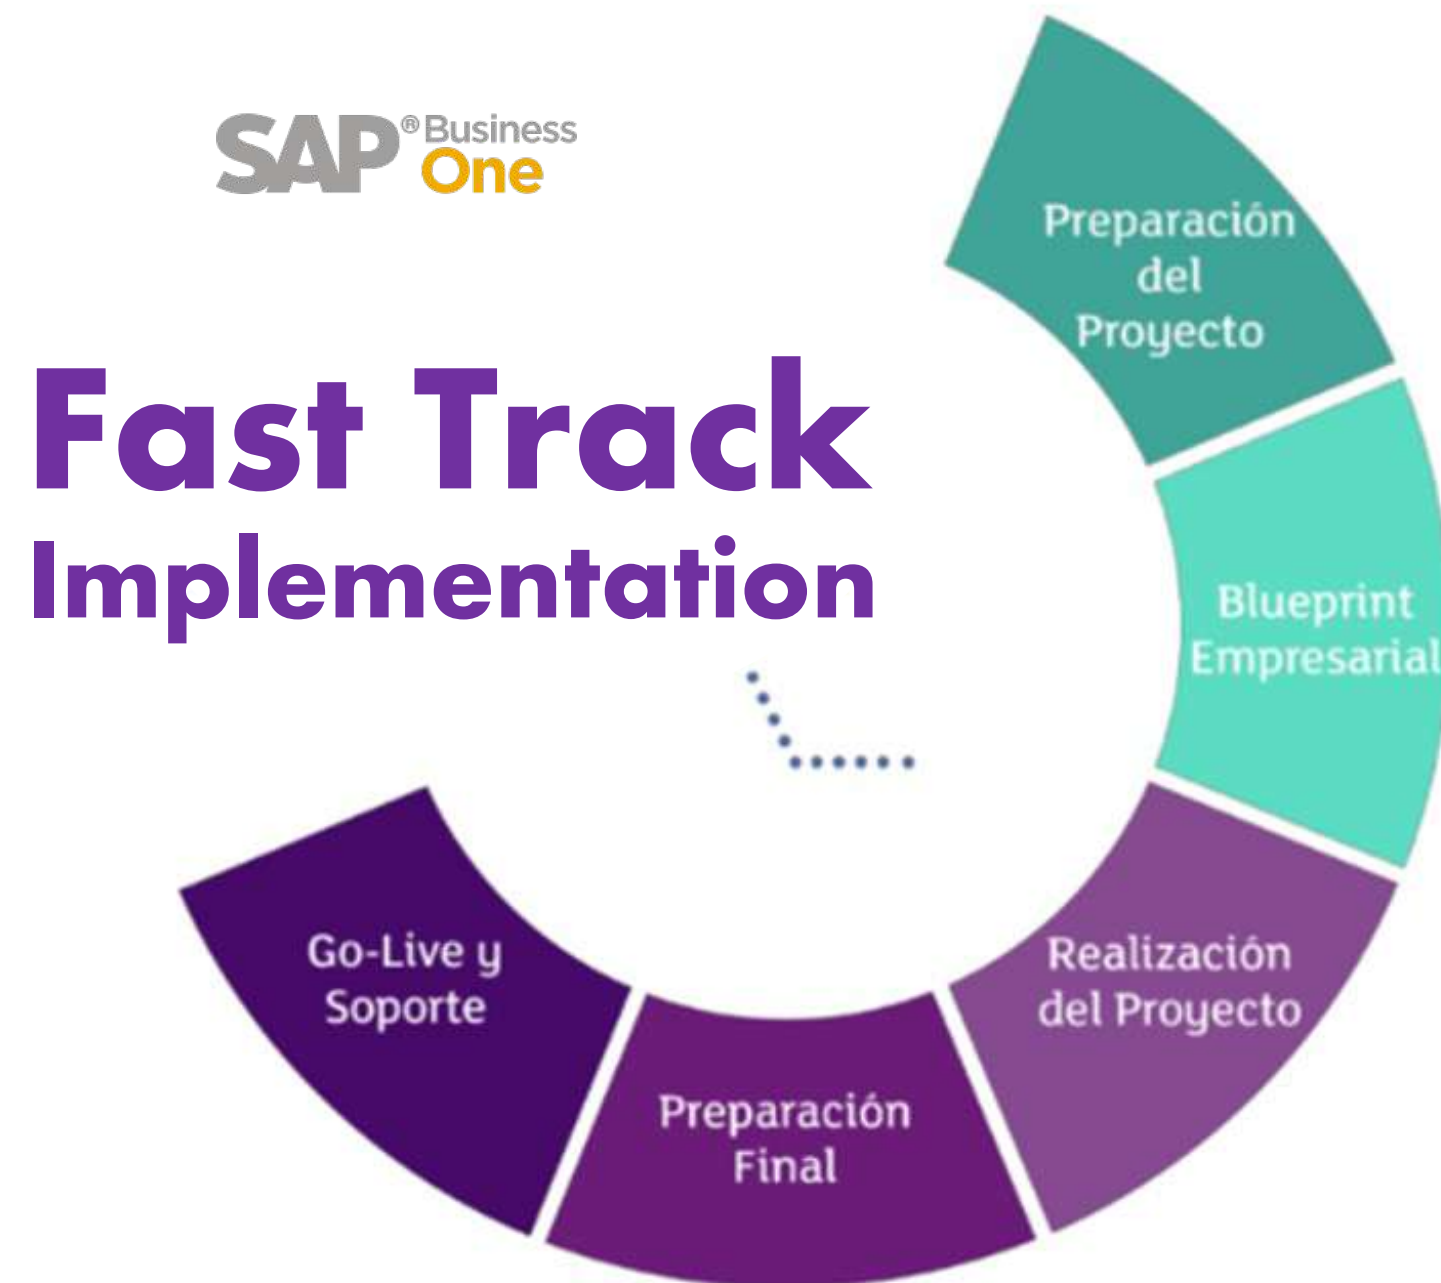 SAP® Business
One
Fast Track
Implementation
Preparación
del
Proyecto
Blueprint
Empresarial
Realización
del Proyecto
Preparación
Final
Go-Live y
Soporte